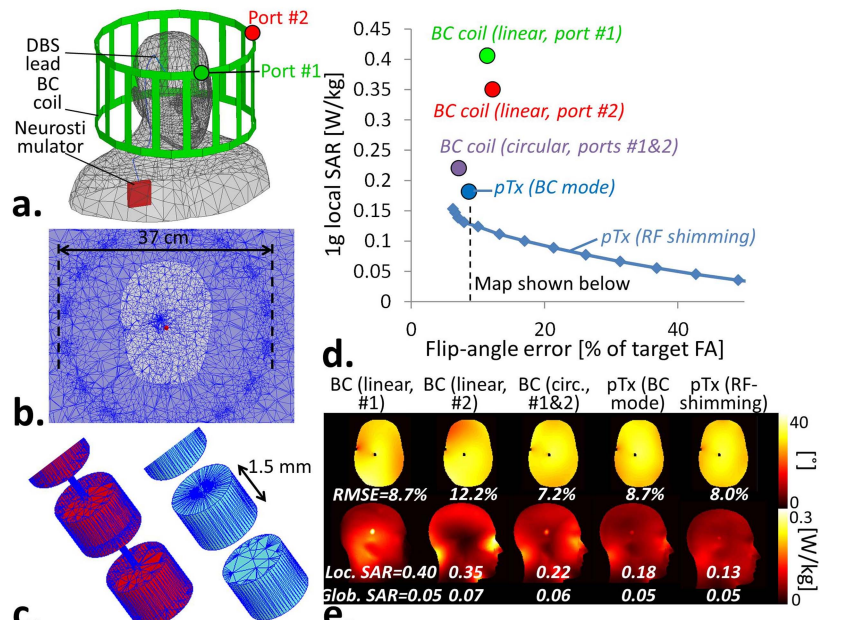 Port #2
DBS
lead
Port #1
BC
coil
Neurosti
mulator
a.
37 cm
b.
1.5 mm
c.
0.45
0.4
0.35
0.3
0.25
0.2
0.15
0.1
0.05
0
1g local SAR [W/kg]
BC coil (linear, port #1)
BC coil (linear, port #2)
BC coil (circular, ports #1&2)
pTx (BC mode)
pTx (RF shimming)
Map shown below
0
20
40
Flip-angle error [% of target FA]
d.
BC (linear, #1)
BC (linear, #2)
BC (circ., #1&2)
pTx (BC mode)
pTx (RF-shimming)
RMSE=8.7% 12.2% 7.2% 8.7% 8.0%
40
[°]
0
Loc. SAR=0.40 0.35 0.22 0.18 0.13
Glob. SAR=0.05 0.07 0.06 0.05 0.05
0.3
[W/kg]
0
e.